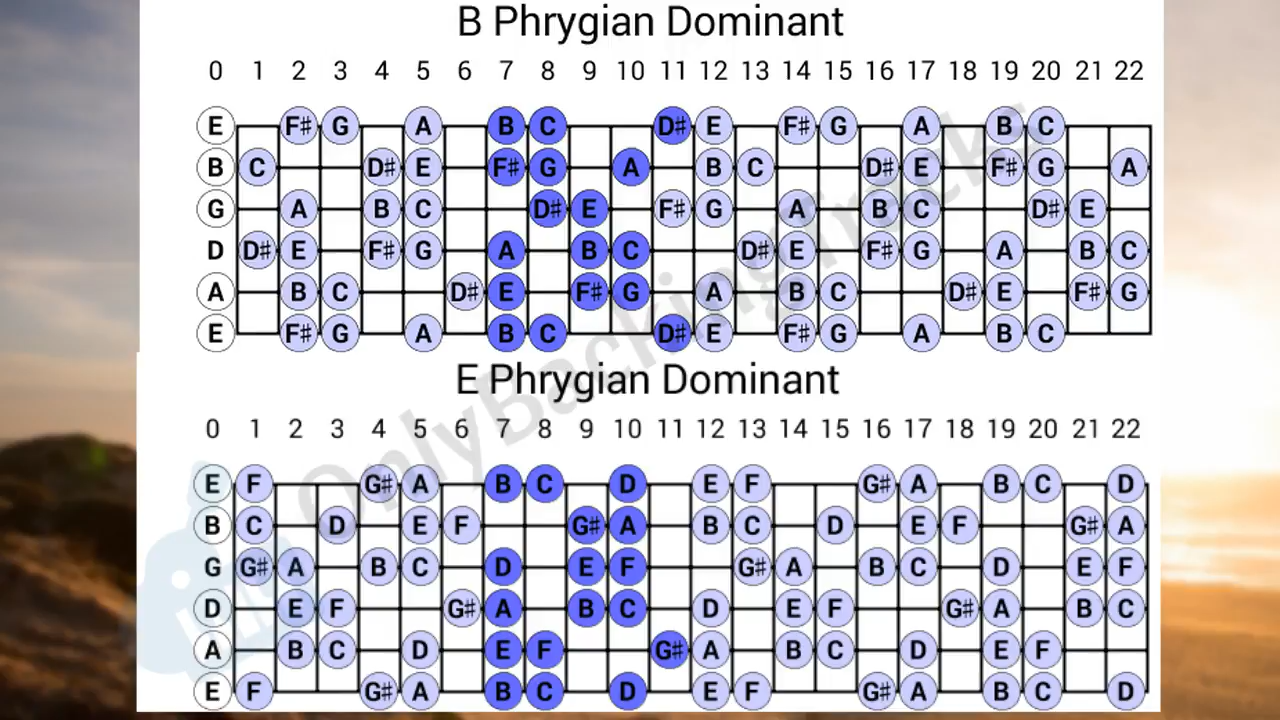 B Phrygian Dominant
0 1 2 3 4 5 6 7 8 9 10 11 12 13 14 15 16 17 18 19 20 21 22
E F# G A B C D# E F# G A B C
B C D# E F# G A B C D# E F# G A
G A B C D# E F# G A B C D# E
D D# E F# G A B C D# E F# G A B C
A B C D# E F# G A B C D# E F# G
E F# G A B C D# E F# G A B C
E Phrygian Dominant
0 1 2 3 4 5 6 7 8 9 10 11 12 13 14 15 16 17 18 19 20 21 22
E F G# A B C D E F G# A B C D
B C D E F G# A B C D E F G# A
G G# A B C D E F G# A B C D E F
D E F G# A B C D E F G# A B C
A B C D E F G# A B C D E F
E F G# A B C D E F G# A B C D
OnlyBackingTracks